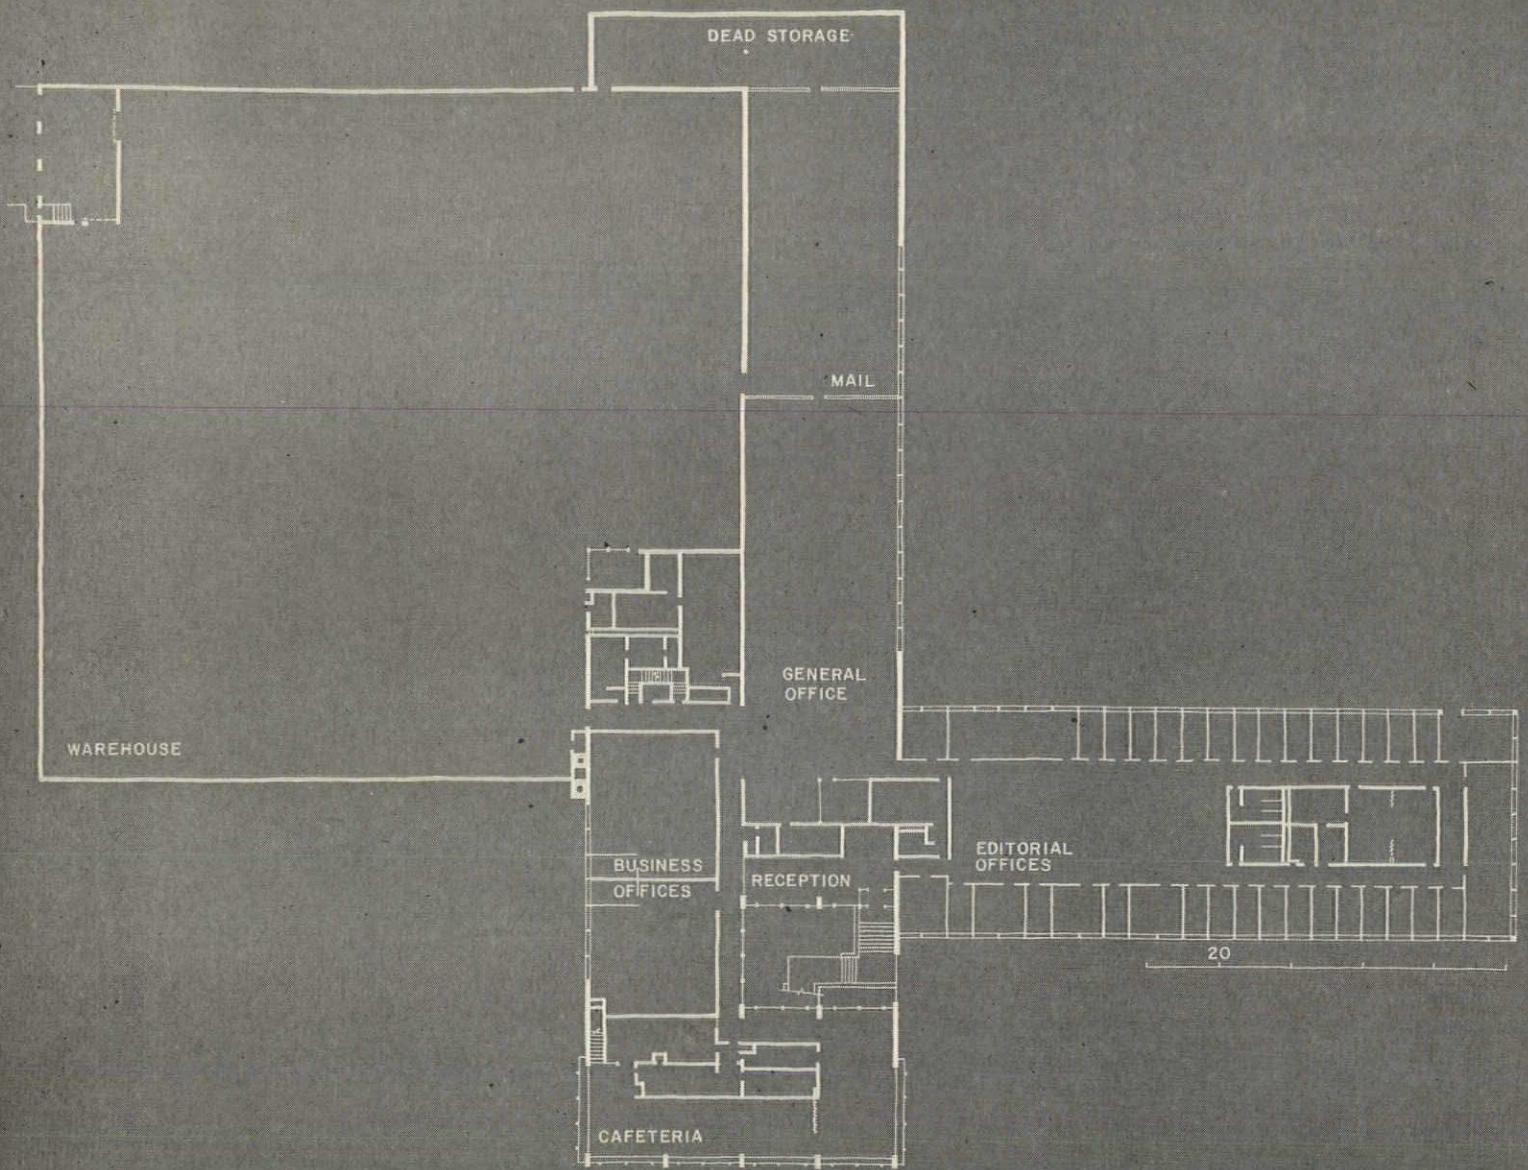 DEAD STORAGE
MAIL
GENERAL
OFFICE
WAREHOUSE
BUSINESS
OFFICES
RECEPTION
EDITORIAL
OFFICES
20
CAFETERIA